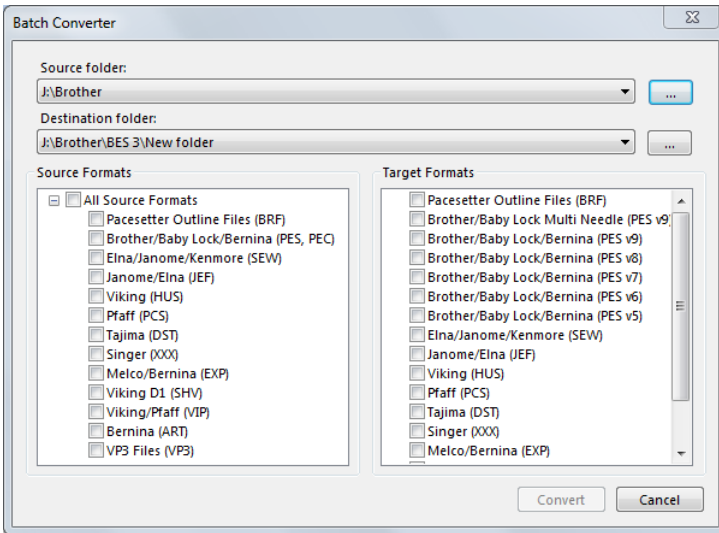 Batch Converter
Source folder:
J:\Brother
...
Destination folder:
J:\Brother\BES 3\New folder
...
Source Formats
All Source Formats
Pacesetter Outline Files (BRF)
Brother/Baby Lock/Bernina (PES, PEC)
Elna/Janome/Kenmore (SEW)
Janome/Elna (JEF)
Viking (HUS)
Pfaff (PCS)
Tajima (DST)
Singer (XXX)
Melco/Bernina (EXP)
Viking D1 (SHV)
Viking/Pfaff (VIP)
Bernina (ART)
VP3 Files (VP3)
Target Formats
Pacesetter Outline Files (BRF)
Brother/Baby Lock Multi Needle (PES v9)
Brother/Baby Lock/Bernina (PES v9)
Brother/Baby Lock/Bernina (PES v8)
Brother/Baby Lock/Bernina (PES v7)
Brother/Baby Lock/Bernina (PES v6)
Brother/Baby Lock/Bernina (PES v5)
Elna/Janome/Kenmore (SEW)
Janome/Elna (JEF)
Viking (HUS)
Pfaff (PCS)
Tajima (DST)
Singer (XXX)
Melco/Bernina (EXP)
Convert
Cancel